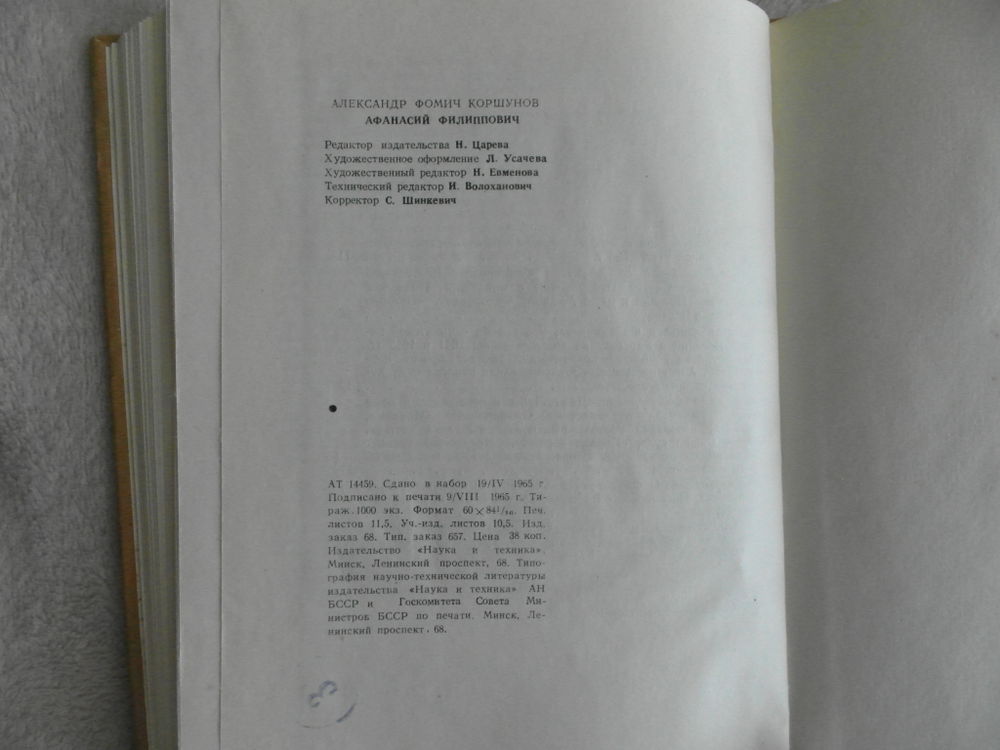 АЛЕКСАНДР ФОМИЧ КОРШУНОВ
АФАНАСИЙ ФИЛИППОВИЧ
Редактор издательства Н. Царева
Художественное оформление Л. Усачева
Художественный редактор Н. Евменова
Технический редактор И. Волоханович
Корректор С. Шинкевич
АТ 14459. Сдано в набор 19/IV 1965 г.
Подписано к печати 9/VIII 1965 г. Ти-
раж 1000 экз. Формат 60×84¹/₁₆. Печ.
листов 11,5. Уч.-изд. листов 10,5. Изд.
заказ 68. Тип. заказ 657. Цена 38 коп.
Издательство «Наука и техника».
Минск, Ленинский проспект, 68. Типо-
графия научно-технической литературы
издательства «Наука и техника» АН
БССР и Госкомитета Совета Ми-
нистров БССР по печати. Минск, Ле-
нинский проспект, 68.